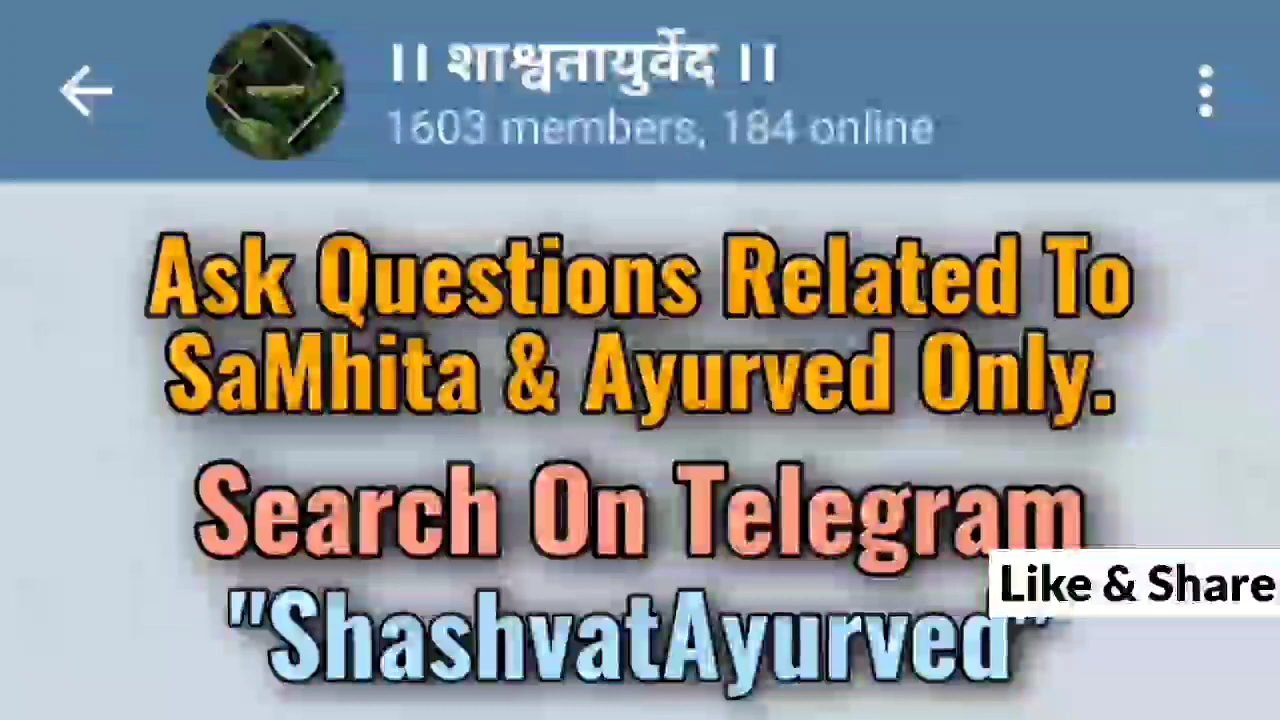 ।। शाश्वतायुर्वेद ।।
1603 members, 184 online
Ask Questions Related To
SaMhita & Ayurved Only.
Search On Telegram
Like & Share
"ShashvatAyurved"